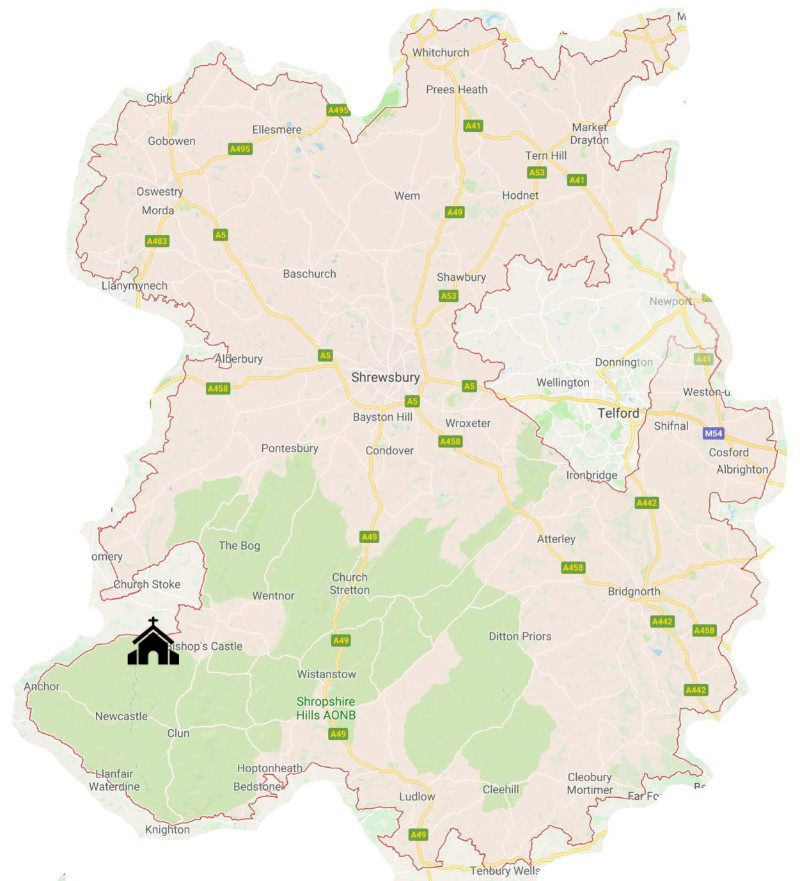 M
Whitchurch
Prees Heath
Chirk
A495
A41
Market
Drayton
Ellesmere
Gobowen
A495
Tern Hill
A53
A41
Oswestry
Wem
Hodnet
Morda
A49
A483
A5
Baschurch
Shawbury
Llanymynech
A53
Newport
Alberbury
A5
Donnington
A41
Shrewsbury
Wellington
A458
A5
Weston-u
A5
Telford
Bayston Hill
Wroxeter
Shifnal
M54
A458
Pontesbury
Condover
Cosford
Albrighton
Ironbridge
A442
A49
Atterley
The Bog
omery
A458
Church
Stretton
Church Stoke
Wentnor
Bridgnorth
A442
A458
Ditton Priors
A49
ishop's Castle
Wistanstow
Anchor
A442
Shropshire
Hills AONB
Newcastle
Clun
A49
Hoptonheath
Llanfair
Waterdine
Bedstone
Cleobury
Mortimer
Cleehill
Ludlow
Far Fo
Knighton
A49
Tenbury Wells